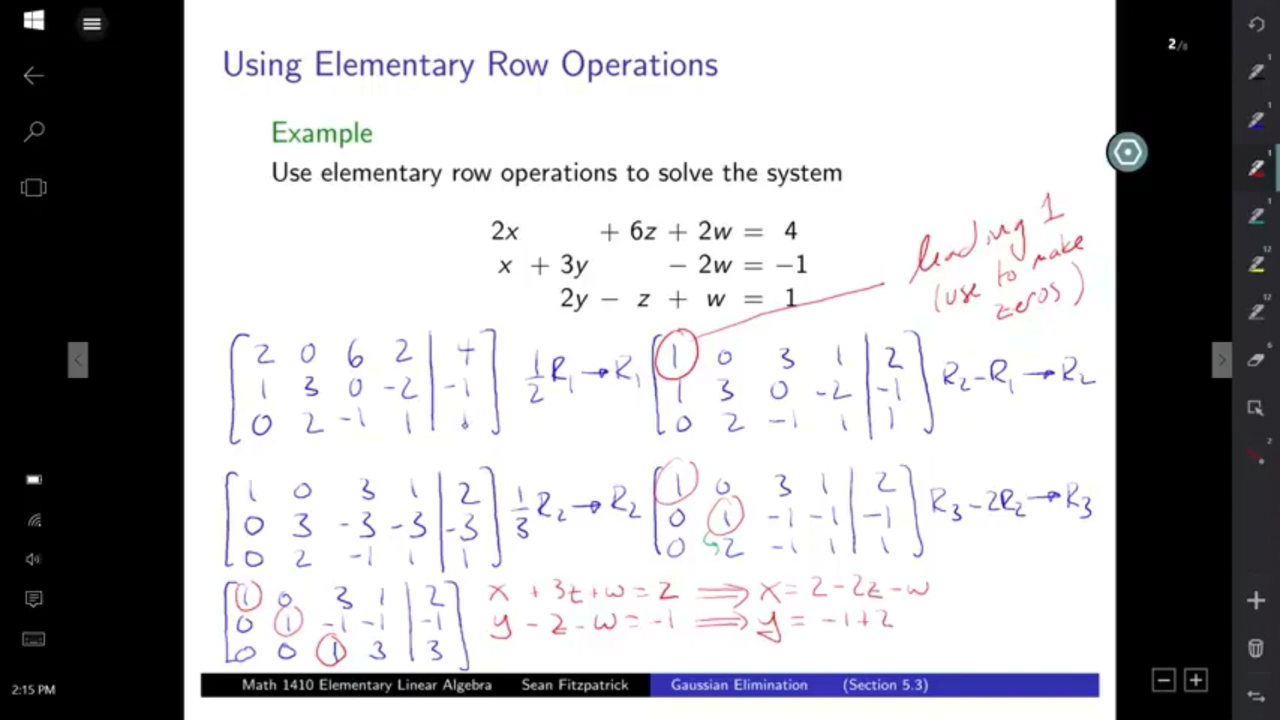 2/8
Using Elementary Row Operations
Example
Use elementary row operations to solve the system
2x + 6z + 2w = 4
x + 3y − 2w = −1
2y − z + w = 1
leading 1
(use to make
zeros)
2 0 6 2 | 4
1 3 0 -2 | -1
0 2 -1 1 | 1
1/2 R1 → R1
1 0 3 1 | 2
1 3 0 -2 | -1
0 2 -1 1 | 1
R2 - R1 → R2
1 0 3 1 | 2
0 3 -3 -3 | -3
0 2 -1 1 | 1
1/3 R2 → R2
1 0 3 1 | 2
0 1 -1 -1 | -1
0 2 -1 1 | 1
R3 - 2R2 → R3
1 0 3 1 | 2
0 1 -1 -1 | -1
0 0 1 3 | 3
x + 3z + w = 2 ⟹ x = 2 - 2z - w
y - z - w = -1 ⟹ y = -1 + z
Math 1410 Elementary Linear Algebra Sean Fitzpatrick Gaussian Elimination (Section 5.3)
2:15 PM